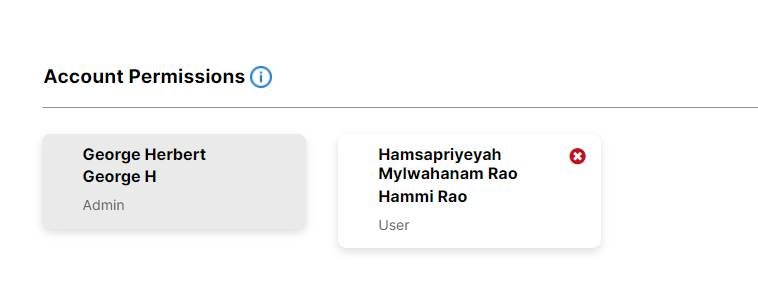 Account Permissions
George Herbert
George H
Admin
Hamsapriyeyah
Mylwahanam Rao
Hammi Rao
User